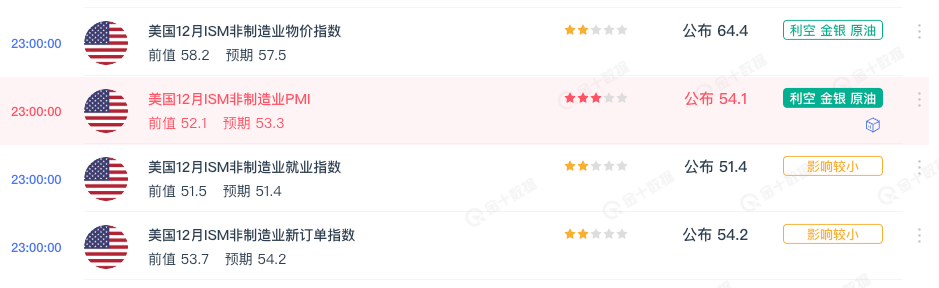 23:00:00 美国12月ISM非制造业物价指数 公布 64.4 利空 金银 原油
前值 58.2 预期 57.5
23:00:00 美国12月ISM非制造业PMI 公布 54.1 利空 金银 原油
前值 52.1 预期 53.3
23:00:00 美国12月ISM非制造业就业指数 公布 51.4 影响较小
前值 51.5 预期 51.4
23:00:00 美国12月ISM非制造业新订单指数 公布 54.2 影响较小
前值 53.7 预期 54.2
金十数据